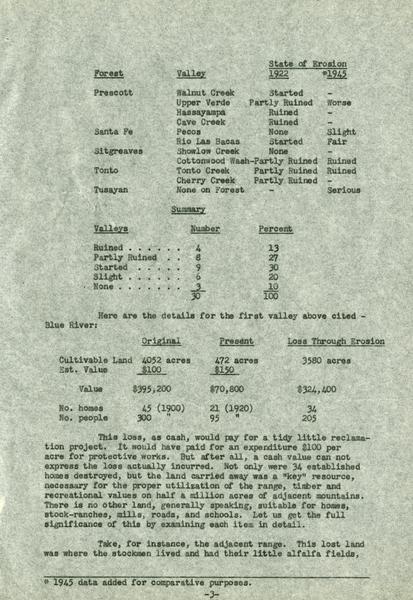 State of Erosion
Forest Valley 1922 *1945
Prescott Walnut Creek Started -
Upper Verde Partly Ruined Worse
Hassayampa Ruined -
Cave Creek Ruined -
Santa Fe Pecos None Slight
Rio Las Bacas Started Fair
Sitgreaves Showlow Creek None -
Cottonwood Wash-Partly Ruined Ruined
Tonto Tonto Creek Partly Ruined Ruined
Cherry Creek Partly Ruined -
Tusayan None on Forest - Serious
Summary
Valleys Number Percent
Ruined . . . . . . 4 13
Partly Ruined . . 8 27
Started . . . . . 9 30
Slight . . . . . . 6 20
None . . . . . . . 3 10
30 100
Here are the details for the first valley above cited -
Blue River:
Original Present Loss Through Erosion
Cultivable Land 4052 acres 472 acres 3580 acres
Est. Value $100 $150
Value $395,200 $70,800 $324,400
No. homes 45 (1900) 21 (1920) 34
No. people 300 " 95 " 205
This loss, as cash, would pay for a tidy little reclama-
tion project. It would have paid for an expenditure $100 per
acre for protective works. But after all, a cash value can not
express the loss actually incurred. Not only were 34 established
homes destroyed, but the land carried away was a "key" resource,
necessary for the proper utilization of the range, timber and
recreational values on half a million acres of adjacent mountains.
There is no other land, generally speaking, suitable for homes,
stock-ranches, mills, roads, and schools. Let us get the full
significance of this by examining each item in detail.
Take, for instance, the adjacent range. This lost land
was where the stockmen lived and had their little alfalfa fields,
* 1945 data added for comparative purposes.
-3-